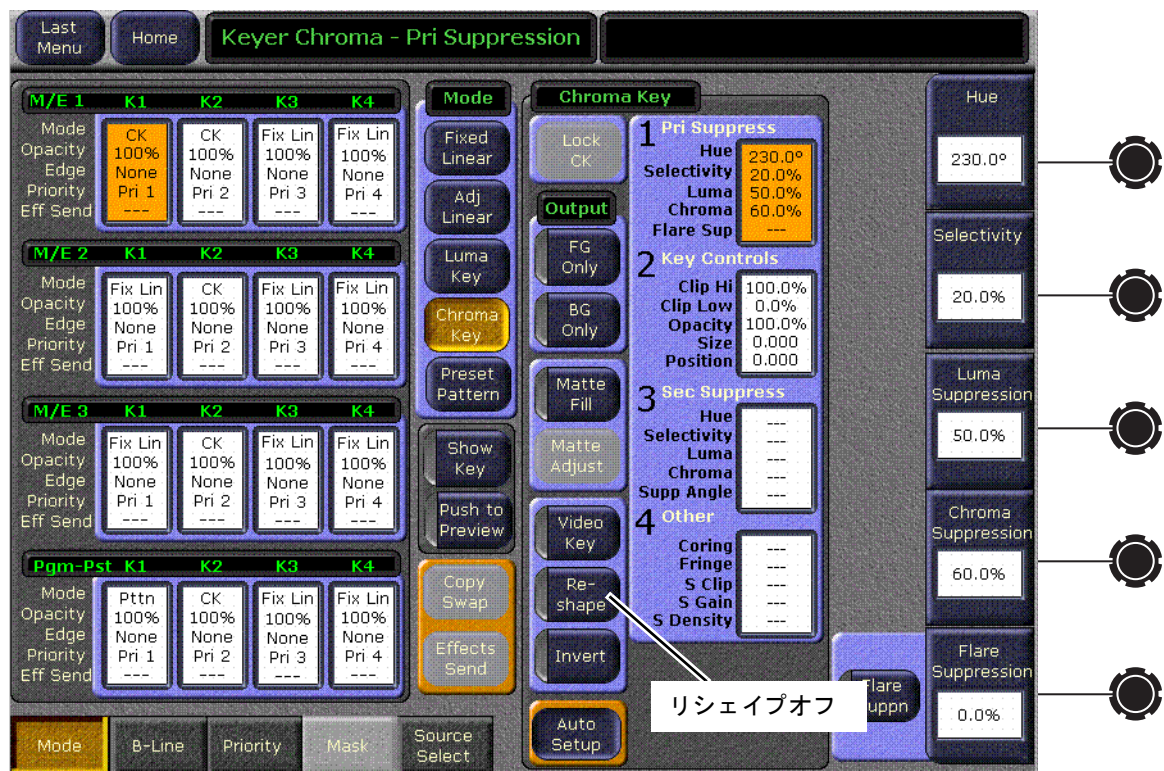 Last
Menu
Home
Keyer Chroma - Pri Suppression
M/E 1 K1 K2 K3 K4
Mode CK CK Fix Lin Fix Lin
Opacity 100% 100% 100% 100%
Edge None None None None
Priority Pri 1 Pri 2 Pri 3 Pri 4
Eff Send --- --- --- ---
M/E 2 K1 K2 K3 K4
Mode Fix Lin CK Fix Lin Fix Lin
Opacity 100% 100% 100% 100%
Edge None None None None
Priority Pri 1 Pri 2 Pri 3 Pri 4
Eff Send --- --- --- ---
M/E 3 K1 K2 K3 K4
Mode Fix Lin CK Fix Lin Fix Lin
Opacity 100% 100% 100% 100%
Edge None None None None
Priority Pri 1 Pri 2 Pri 3 Pri 4
Eff Send --- --- --- ---
Pgm-Pst K1 K2 K3 K4
Mode Pttn CK Fix Lin Fix Lin
Opacity 100% 100% 100% 100%
Edge None None None None
Priority Pri 1 Pri 2 Pri 3 Pri 4
Eff Send --- --- --- ---
Mode
Fixed
Linear
Adj
Linear
Luma
Key
Chroma
Key
Preset
Pattern
Show
Key
Push to
Preview
Copy
Swap
Effects
Send
Chroma Key
Lock
CK
Output
FG
Only
BG
Only
Matte
Fill
Matte
Adjust
Video
Key
Re-
shape
Invert
Auto
Setup
1 Pri Suppress
Hue 230.0º
Selectivity 20.0%
Luma 50.0%
Chroma 60.0%
Flare Sup ---
2 Key Controls
Clip Hi 100.0%
Clip Low 0.0%
Opacity 100.0%
Size 0.000
Position 0.000
3 Sec Suppress
Hue ---
Selectivity ---
Luma ---
Chroma ---
Supp Angle ---
4 Other
Coring ---
Fringe ---
S Clip ---
S Gain ---
S Density ---
リシェイプオフ
Hue
230.0º
Selectivity
20.0%
Luma
Suppression
50.0%
Chroma
Suppression
60.0%
Flare
Suppression
0.0%
Mode
B-Line
Priority
Mask
Source
Select